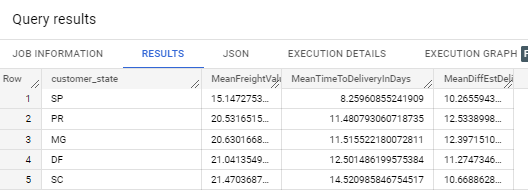 Query results
JOB INFORMATION RESULTS JSON EXECUTION DETAILS EXECUTION GRAPH
Row customer_state MeanFreightValu MeanTimeToDeliveryInDays MeanDiffEstDeli
1 SP 15.1472753... 8.25960855241909 10.2655943...
2 PR 20.5316515... 11.480793060718735 12.5338998...
3 MG 20.6301668... 11.515522180072811 12.3971510...
4 DF 21.0413549... 12.501486199575384 11.2747346...
5 SC 21.4703687... 14.520985846754517 10.6688628...